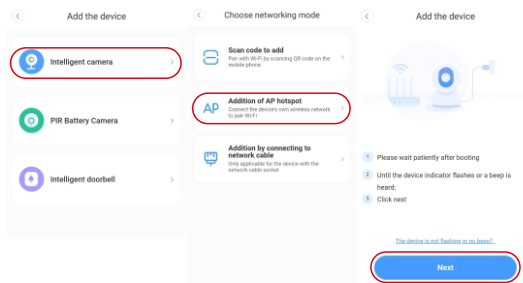 Add the device
Intelligent camera
PIR Battery Camera
Intelligent doorbell
Choose networking mode
Scan code to add
Pair with Wi-Fi by scanning QR code on the
mobile phone
AP
Addition of AP hotspot
Connect the device's own wireless network
to pair Wi-Fi
Addition by connecting to
network cable
Only applicable for the device with the
network cable socket
Add the device
1 Please wait patiently after booting
2 Until the device indicator flashes or a beep is
heard;
3 Click next
The device is not flashing or no beep?
Next